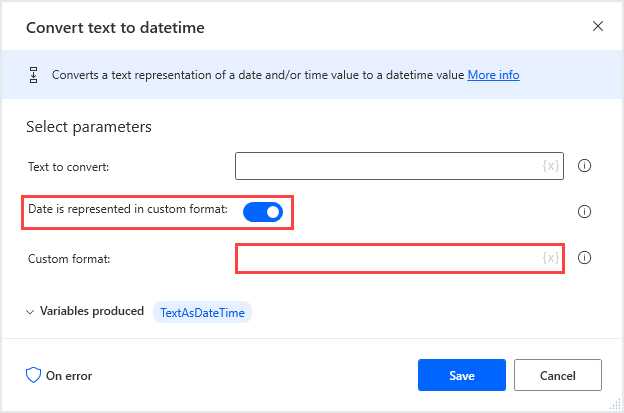 Convert text to datetime
Converts a text representation of a date and/or time value to a datetime value More info
Select parameters
Text to convert: {x}
Date is represented in custom format:
Custom format: {x}
Variables produced TextAsDateTime
On error Save Cancel